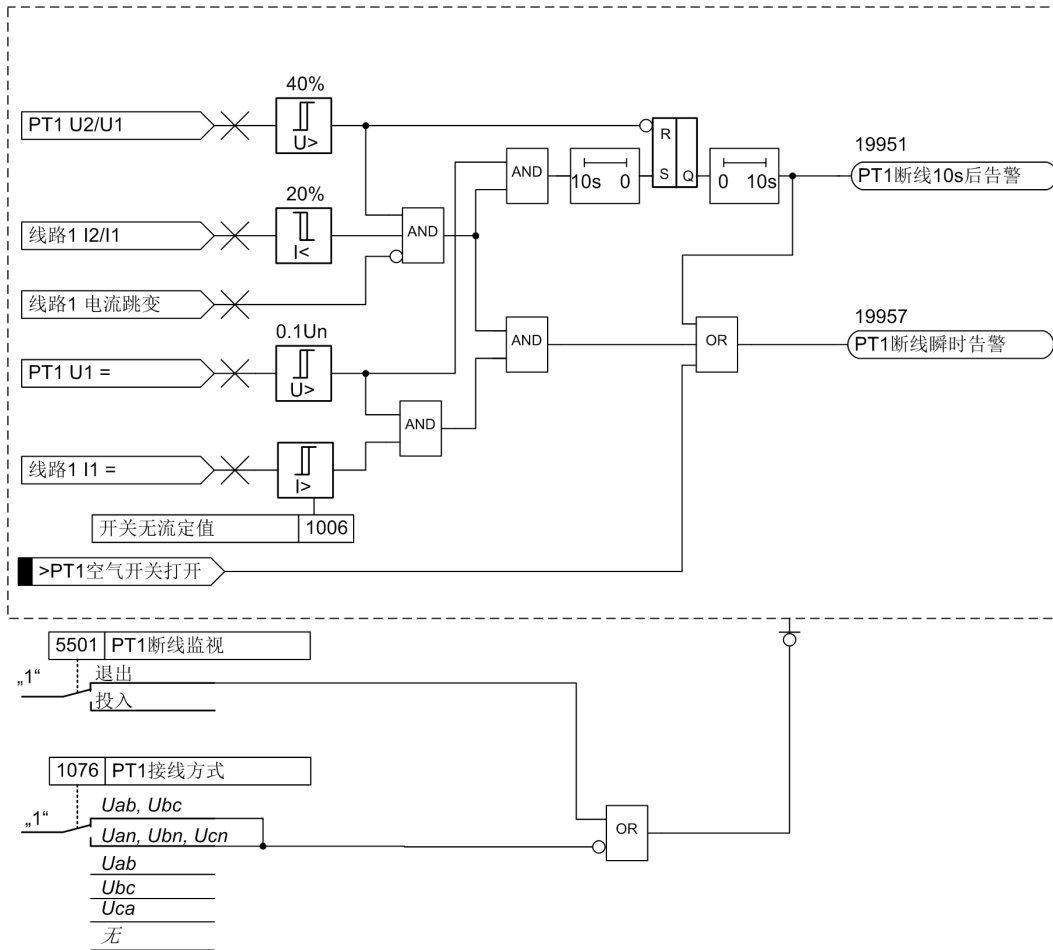 40%
PT1 U2/U1
U>
R
S
Q
AND
10s 0
0 10s
19951
PT1断线10s后告警
20%
线路1 I2/I1
I<
AND
线路1 电流跳变
0.1Un
PT1 U1 =
U>
AND
OR
19957
PT1断线瞬时告警
AND
线路1 I1 =
I>
开关无流定值 1006
>PT1空气开关打开
5501 PT1断线监视
„1“
退出
投入
1076 PT1接线方式
„1“
Uab, Ubc
Uan, Ubn, Ucn
OR
Uab
Ubc
Uca
无